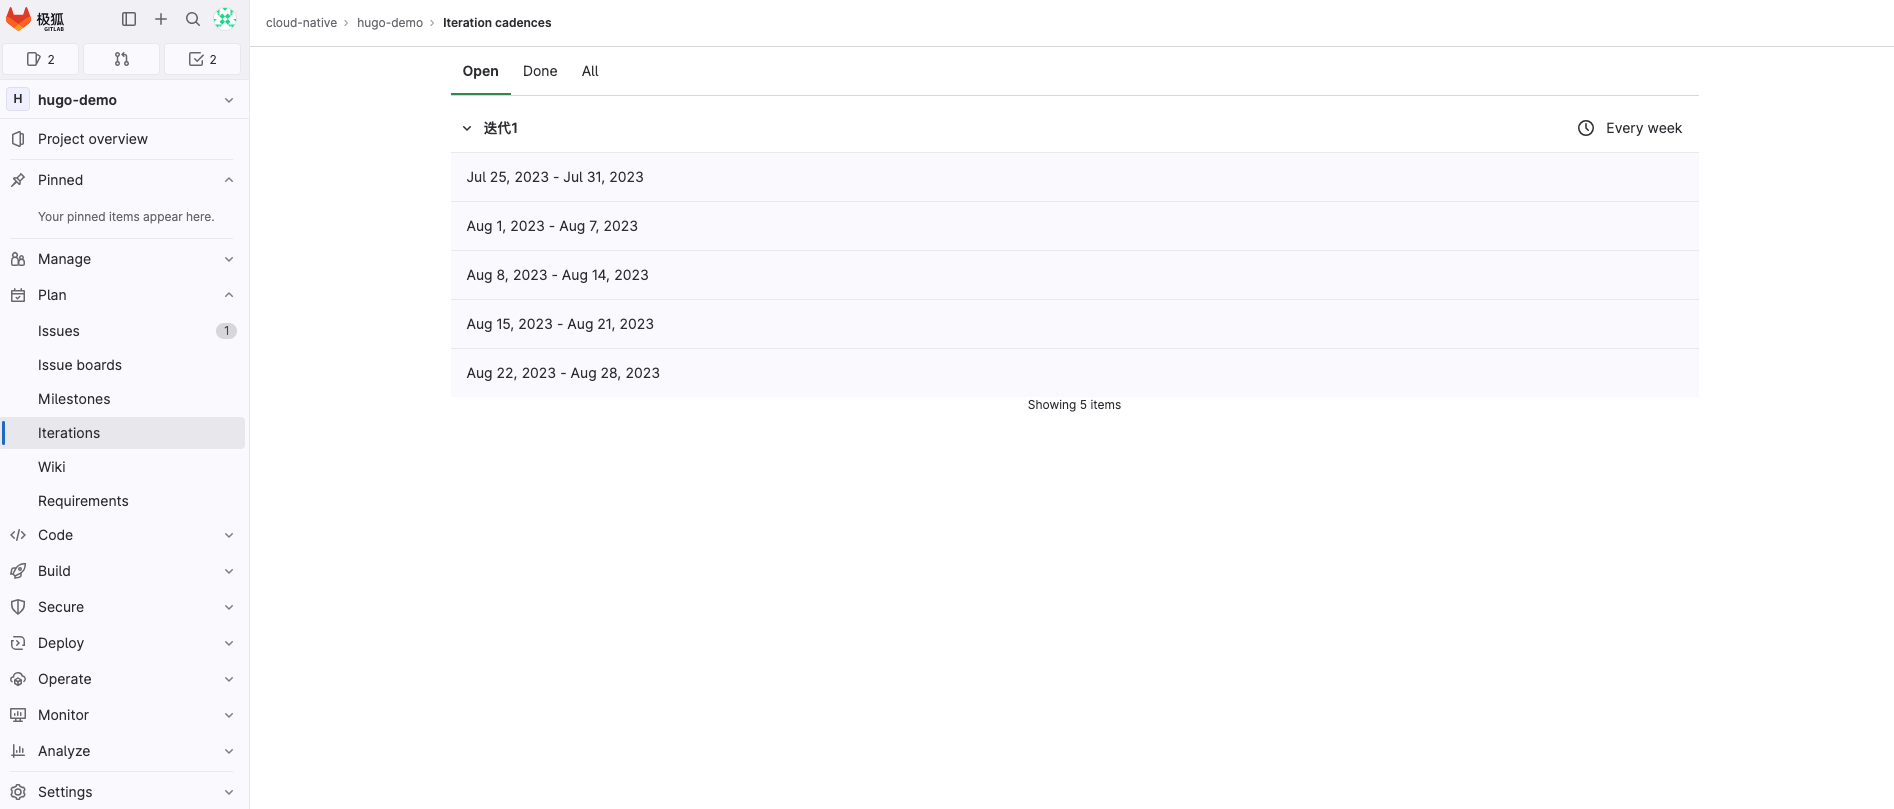 极狐
GITLAB
2
2
H hugo-demo
Project overview
Pinned
Your pinned items appear here.
Manage
Plan
Issues 1
Issue boards
Milestones
Iterations
Wiki
Requirements
Code
Build
Secure
Deploy
Operate
Monitor
Analyze
Settings
cloud-native › hugo-demo › Iteration cadences
Open Done All
迭代1 Every week
Jul 25, 2023 - Jul 31, 2023
Aug 1, 2023 - Aug 7, 2023
Aug 8, 2023 - Aug 14, 2023
Aug 15, 2023 - Aug 21, 2023
Aug 22, 2023 - Aug 28, 2023
Showing 5 items